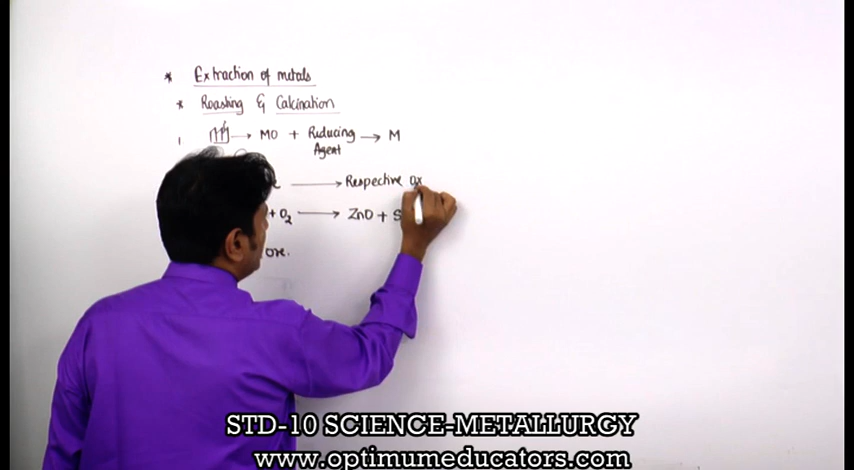 * Extraction of metals
* Roasting & Calcination
→ MO + Reducing Agent → M
→ Respective ox
+ O₂ → ZnO + S
ore.
STD-10 SCIENCE-METALLURGY
www.optimumeducators.com